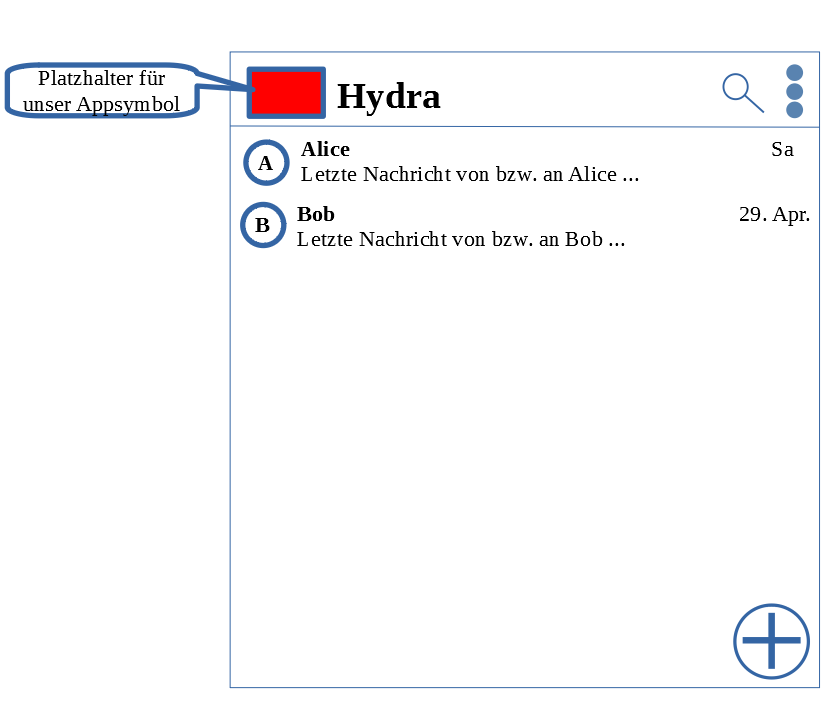 Platzhalter für
unser Appsymbol
Hydra
A
Alice
Sa
Letzte Nachricht von bzw. an Alice ...
B
Bob
29. Apr.
Letzte Nachricht von bzw. an Bob ...